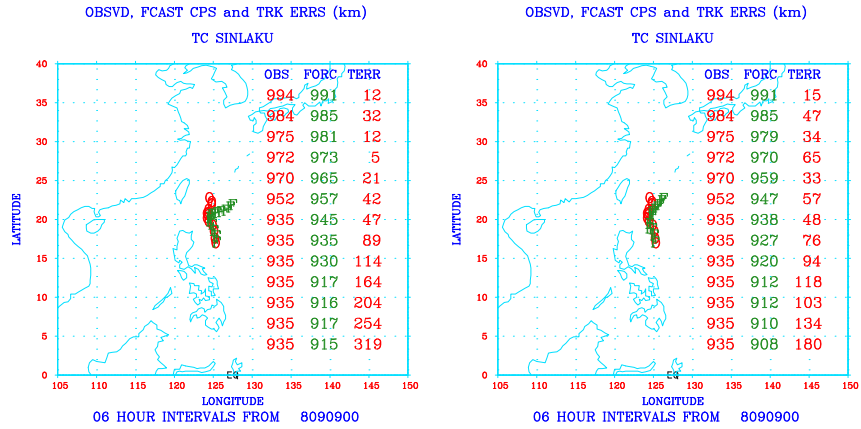 OBSVD, FCAST CPS and TRK ERRS (km)
TC SINLAKU
OBS FORC TERR
994 991 12
984 985 32
975 981 12
972 973 5
970 965 21
952 957 42
935 945 47
935 935 89
935 930 114
935 917 164
935 916 204
935 917 254
935 915 319
40
35
30
25
20
15
10
5
0
LATITUDE
EQ
105 110 115 120 125 130 135 140 145 150
LONGITUDE
06 HOUR INTERVALS FROM 8090900
OBSVD, FCAST CPS and TRK ERRS (km)
TC SINLAKU
OBS FORC TERR
994 991 15
984 985 47
975 979 34
972 970 65
970 959 33
952 947 57
935 938 48
935 927 76
935 920 94
935 912 118
935 912 103
935 910 134
935 908 180
40
35
30
25
20
15
10
5
0
LATITUDE
EQ
105 110 115 120 125 130 135 140 145 150
LONGITUDE
06 HOUR INTERVALS FROM 8090900